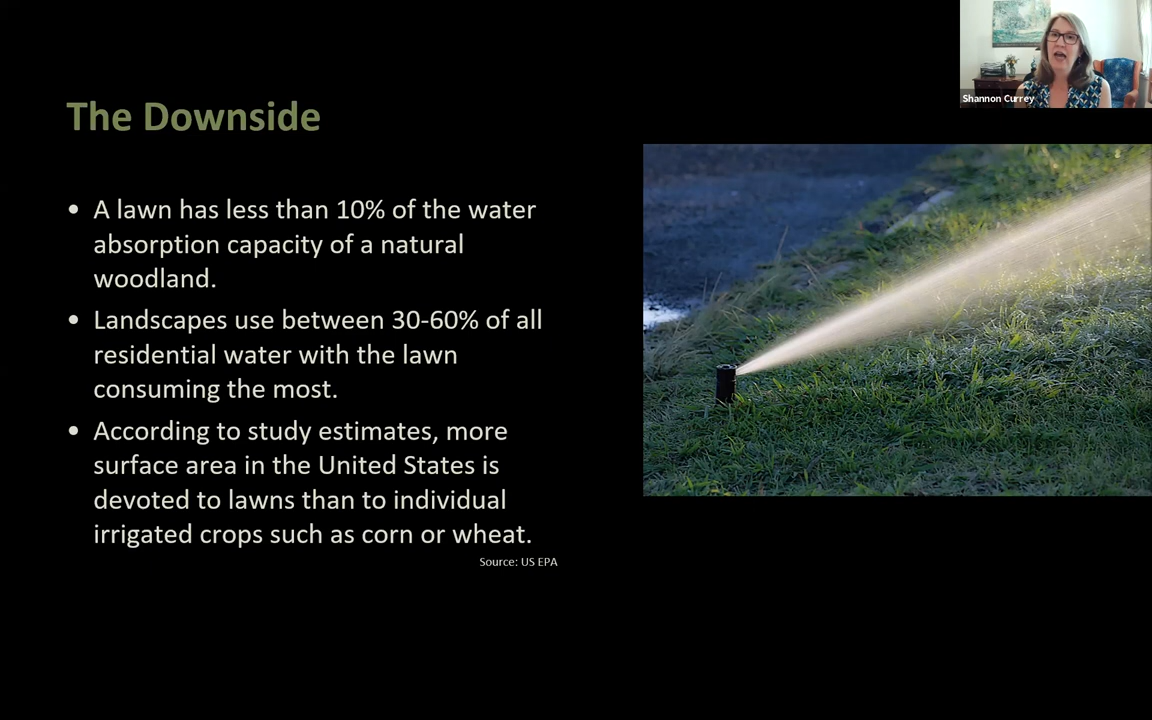 Shannon Currey
The Downside
• A lawn has less than 10% of the water
absorption capacity of a natural
woodland.
• Landscapes use between 30-60% of all
residential water with the lawn
consuming the most.
• According to study estimates, more
surface area in the United States is
devoted to lawns than to individual
irrigated crops such as corn or wheat.
Source: US EPA